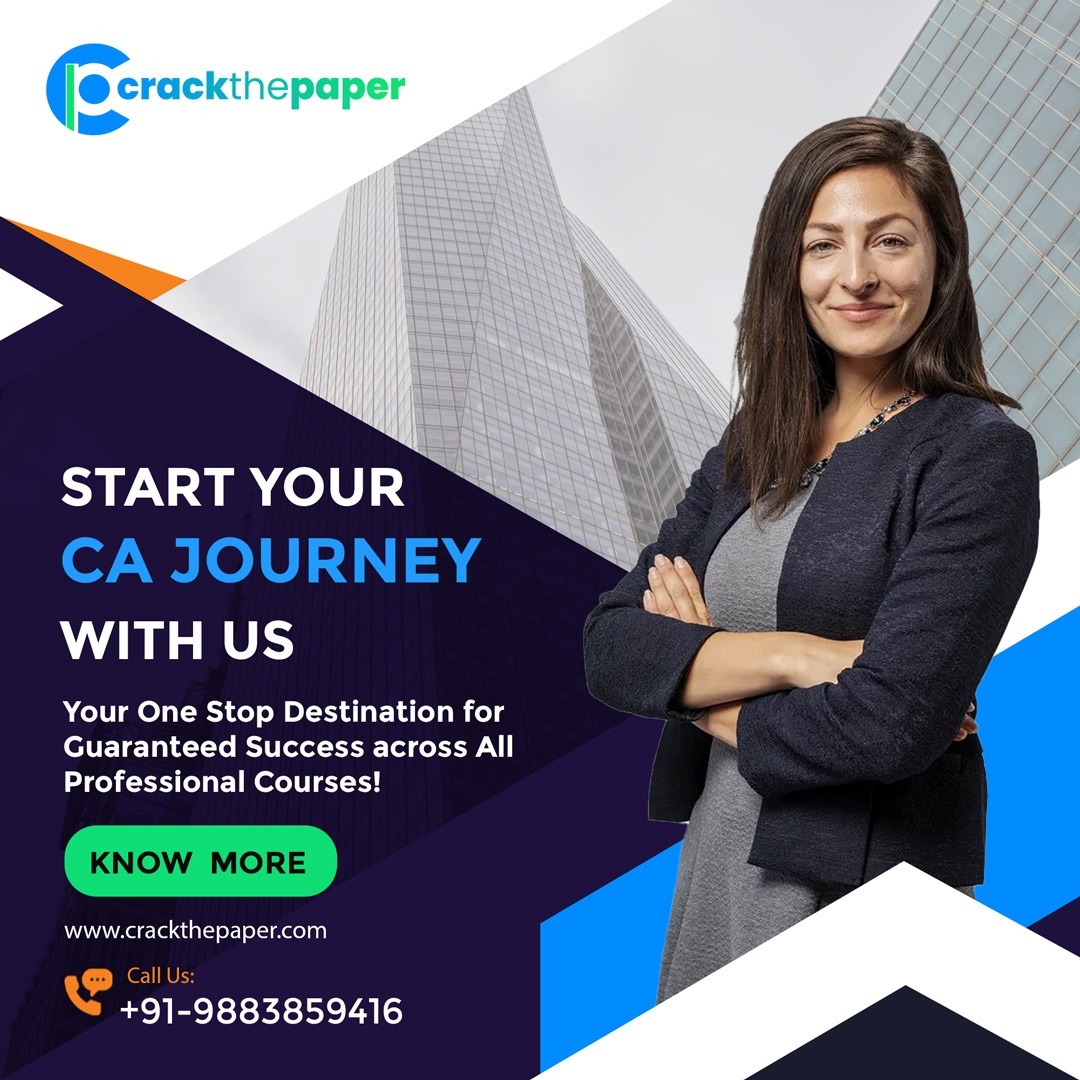 crackthepaper
START YOUR
CA JOURNEY
WITH US
Your One Stop Destination for
Guaranteed Success across All
Professional Courses!
KNOW MORE
www.crackthepaper.com
Call Us:
+91-9883859416